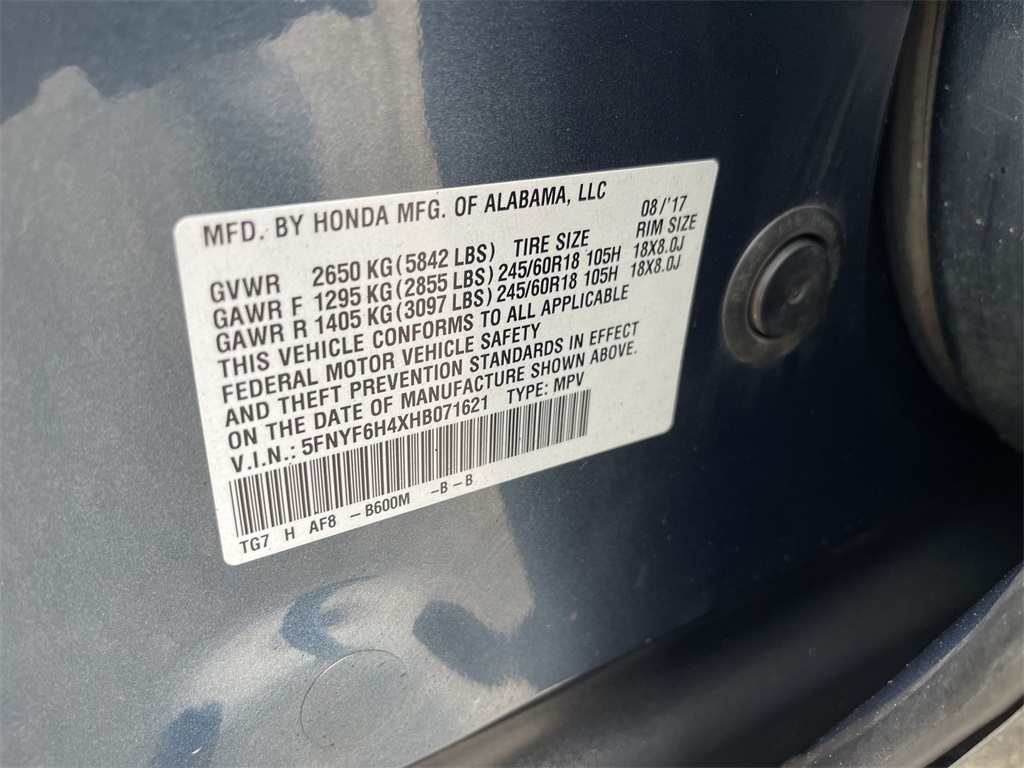 MFD. BY HONDA MFG. OF ALABAMA, LLC 08/'17
GVWR 2650 KG(5842 LBS) TIRE SIZE RIM SIZE
GAWR F 1295 KG(2855 LBS) 245/60R18 105H 18X8.0J
GAWR R 1405 KG(3097 LBS) 245/60R18 105H 18X8.0J
THIS VEHICLE CONFORMS TO ALL APPLICABLE
FEDERAL MOTOR VEHICLE SAFETY
AND THEFT PREVENTION STANDARDS IN EFFECT
ON THE DATE OF MANUFACTURE SHOWN ABOVE.
V.I.N.: 5FNYF6H4XHB071621 TYPE: MPV
TG7 H AF8 -B600M -B-B